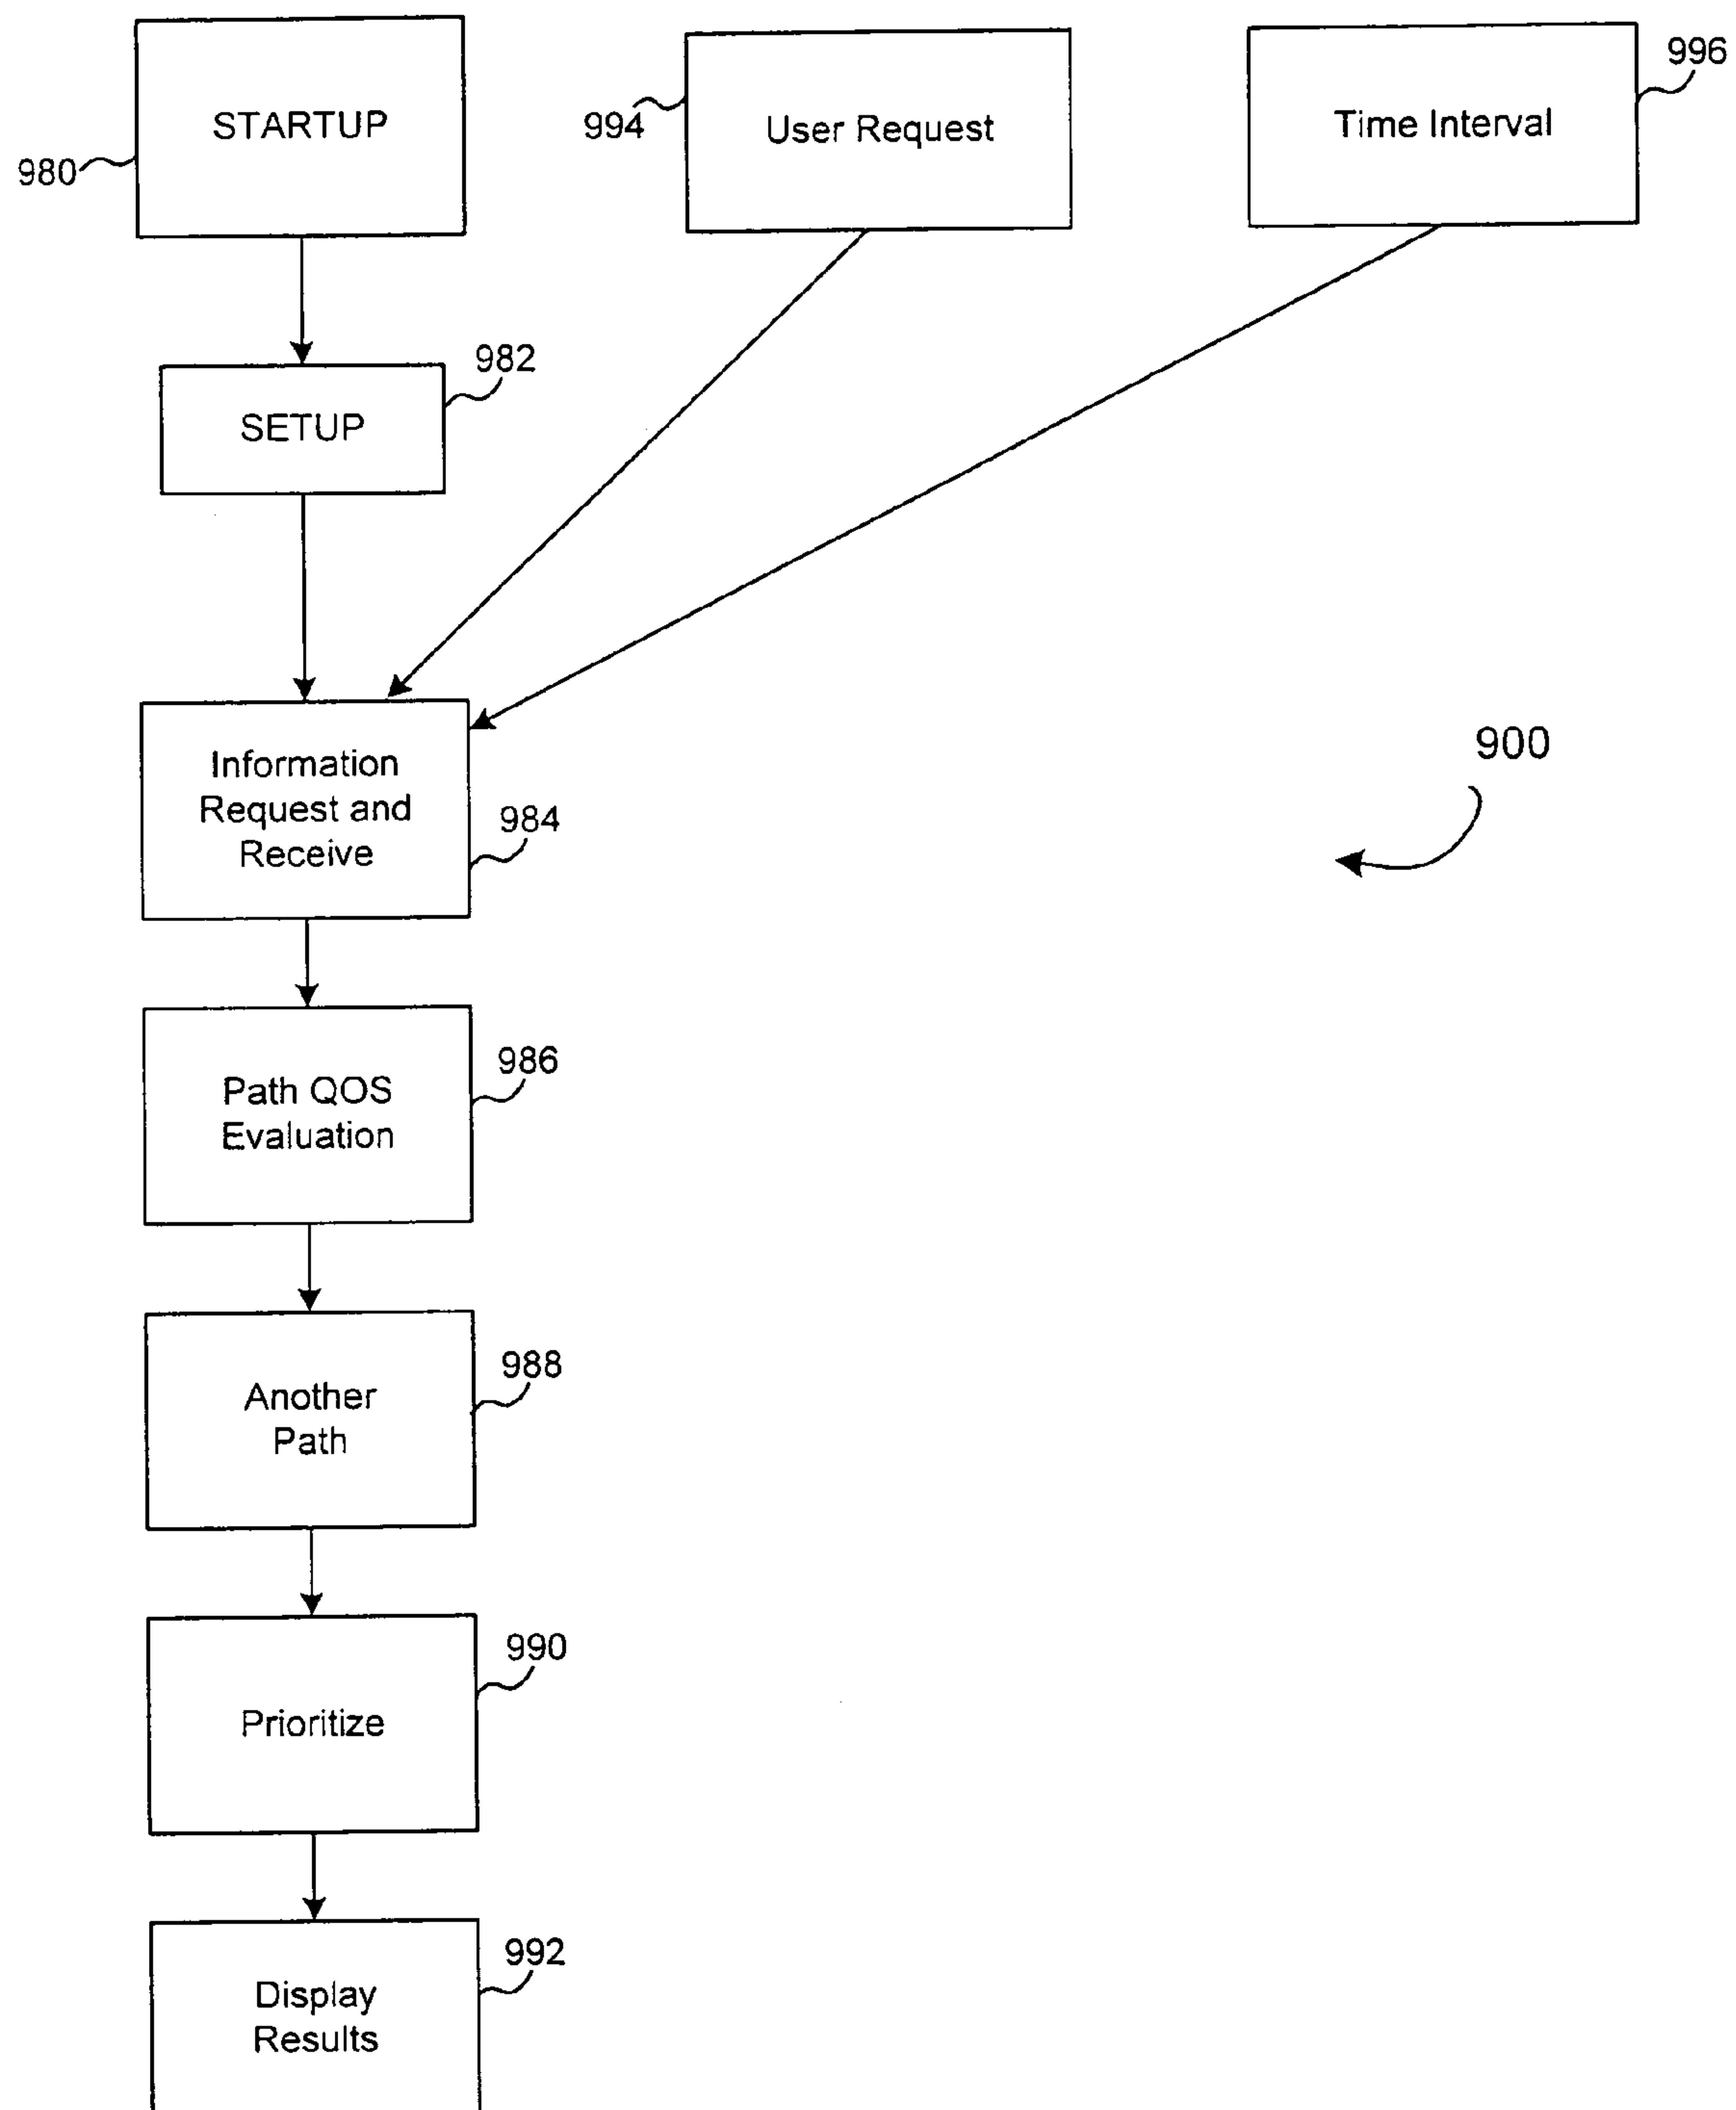 STARTUP
980
994
User Request
Time Interval
996
982
SETUP
Information
Request and
Receive
984
900
Path QOS
Evaluation
986
Another
Path
988
Prioritize
990
Display
Results
992